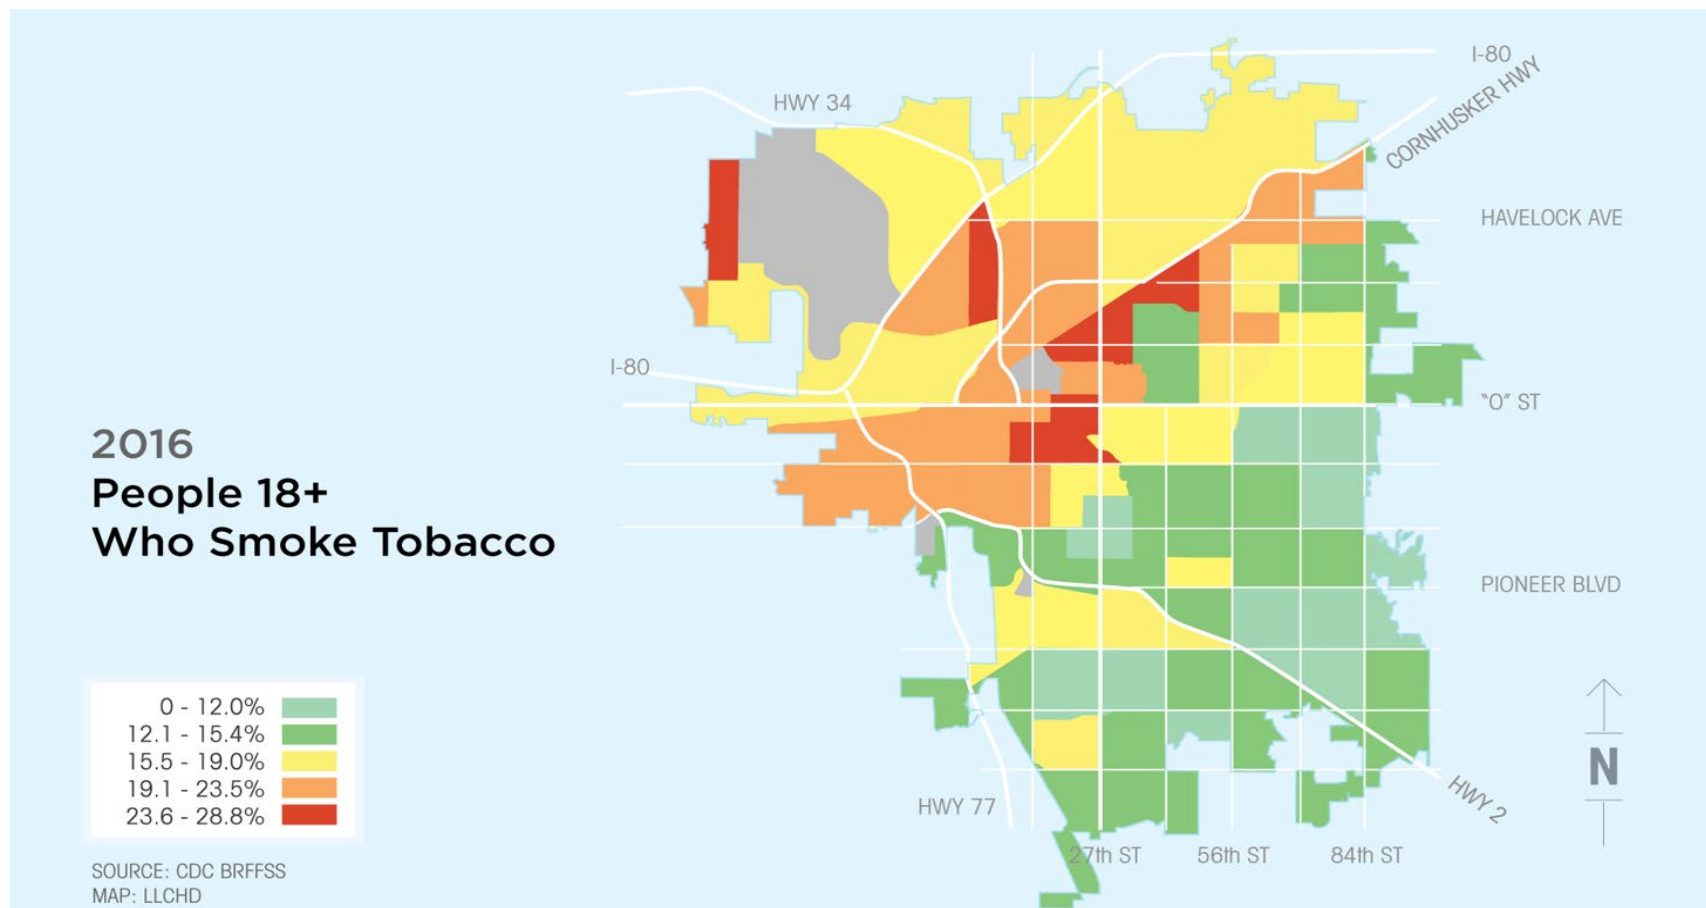 I-80
HWY 34
CORNHUSKER HWY
HAVELOCK AVE
I-80
"O" ST
2016
People 18+
Who Smoke Tobacco
PIONEER BLVD
0 - 12.0%
12.1 - 15.4%
15.5 - 19.0%
19.1 - 23.5%
23.6 - 28.8%
N
HWY 77
HWY 2
27th ST
56th ST
84th ST
SOURCE: CDC BRFFSS
MAP: LLCHD